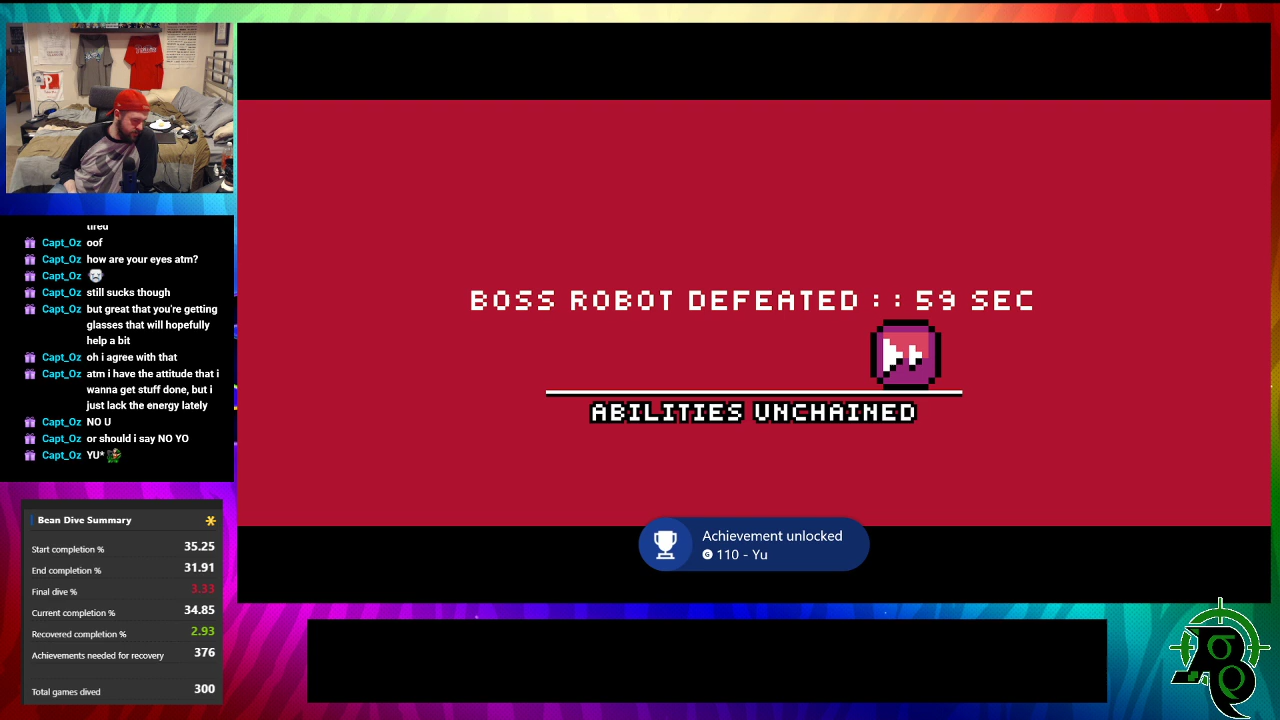 tired
Capt_Oz oof
Capt_Oz how are your eyes atm?
Capt_Oz
Capt_Oz still sucks though
Capt_Oz but great that you're getting
glasses that will hopefully
help a bit
Capt_Oz oh i agree with that
Capt_Oz atm i have the attitude that i
wanna get stuff done, but i
just lack the energy lately
Capt_Oz NO U
Capt_Oz or should i say NO YO
Capt_Oz YU*
Bean Dive Summary
Start completion % 35.25
End completion % 31.91
Final dive % 3.33
Current completion % 34.85
Recovered completion % 2.93
Achievements needed for recovery 376
Total games dived 300
BOSS ROBOT DEFEATED :: 59 SEC
ABILITIES UNCHAINED
Achievement unlocked
G 110 - Yu